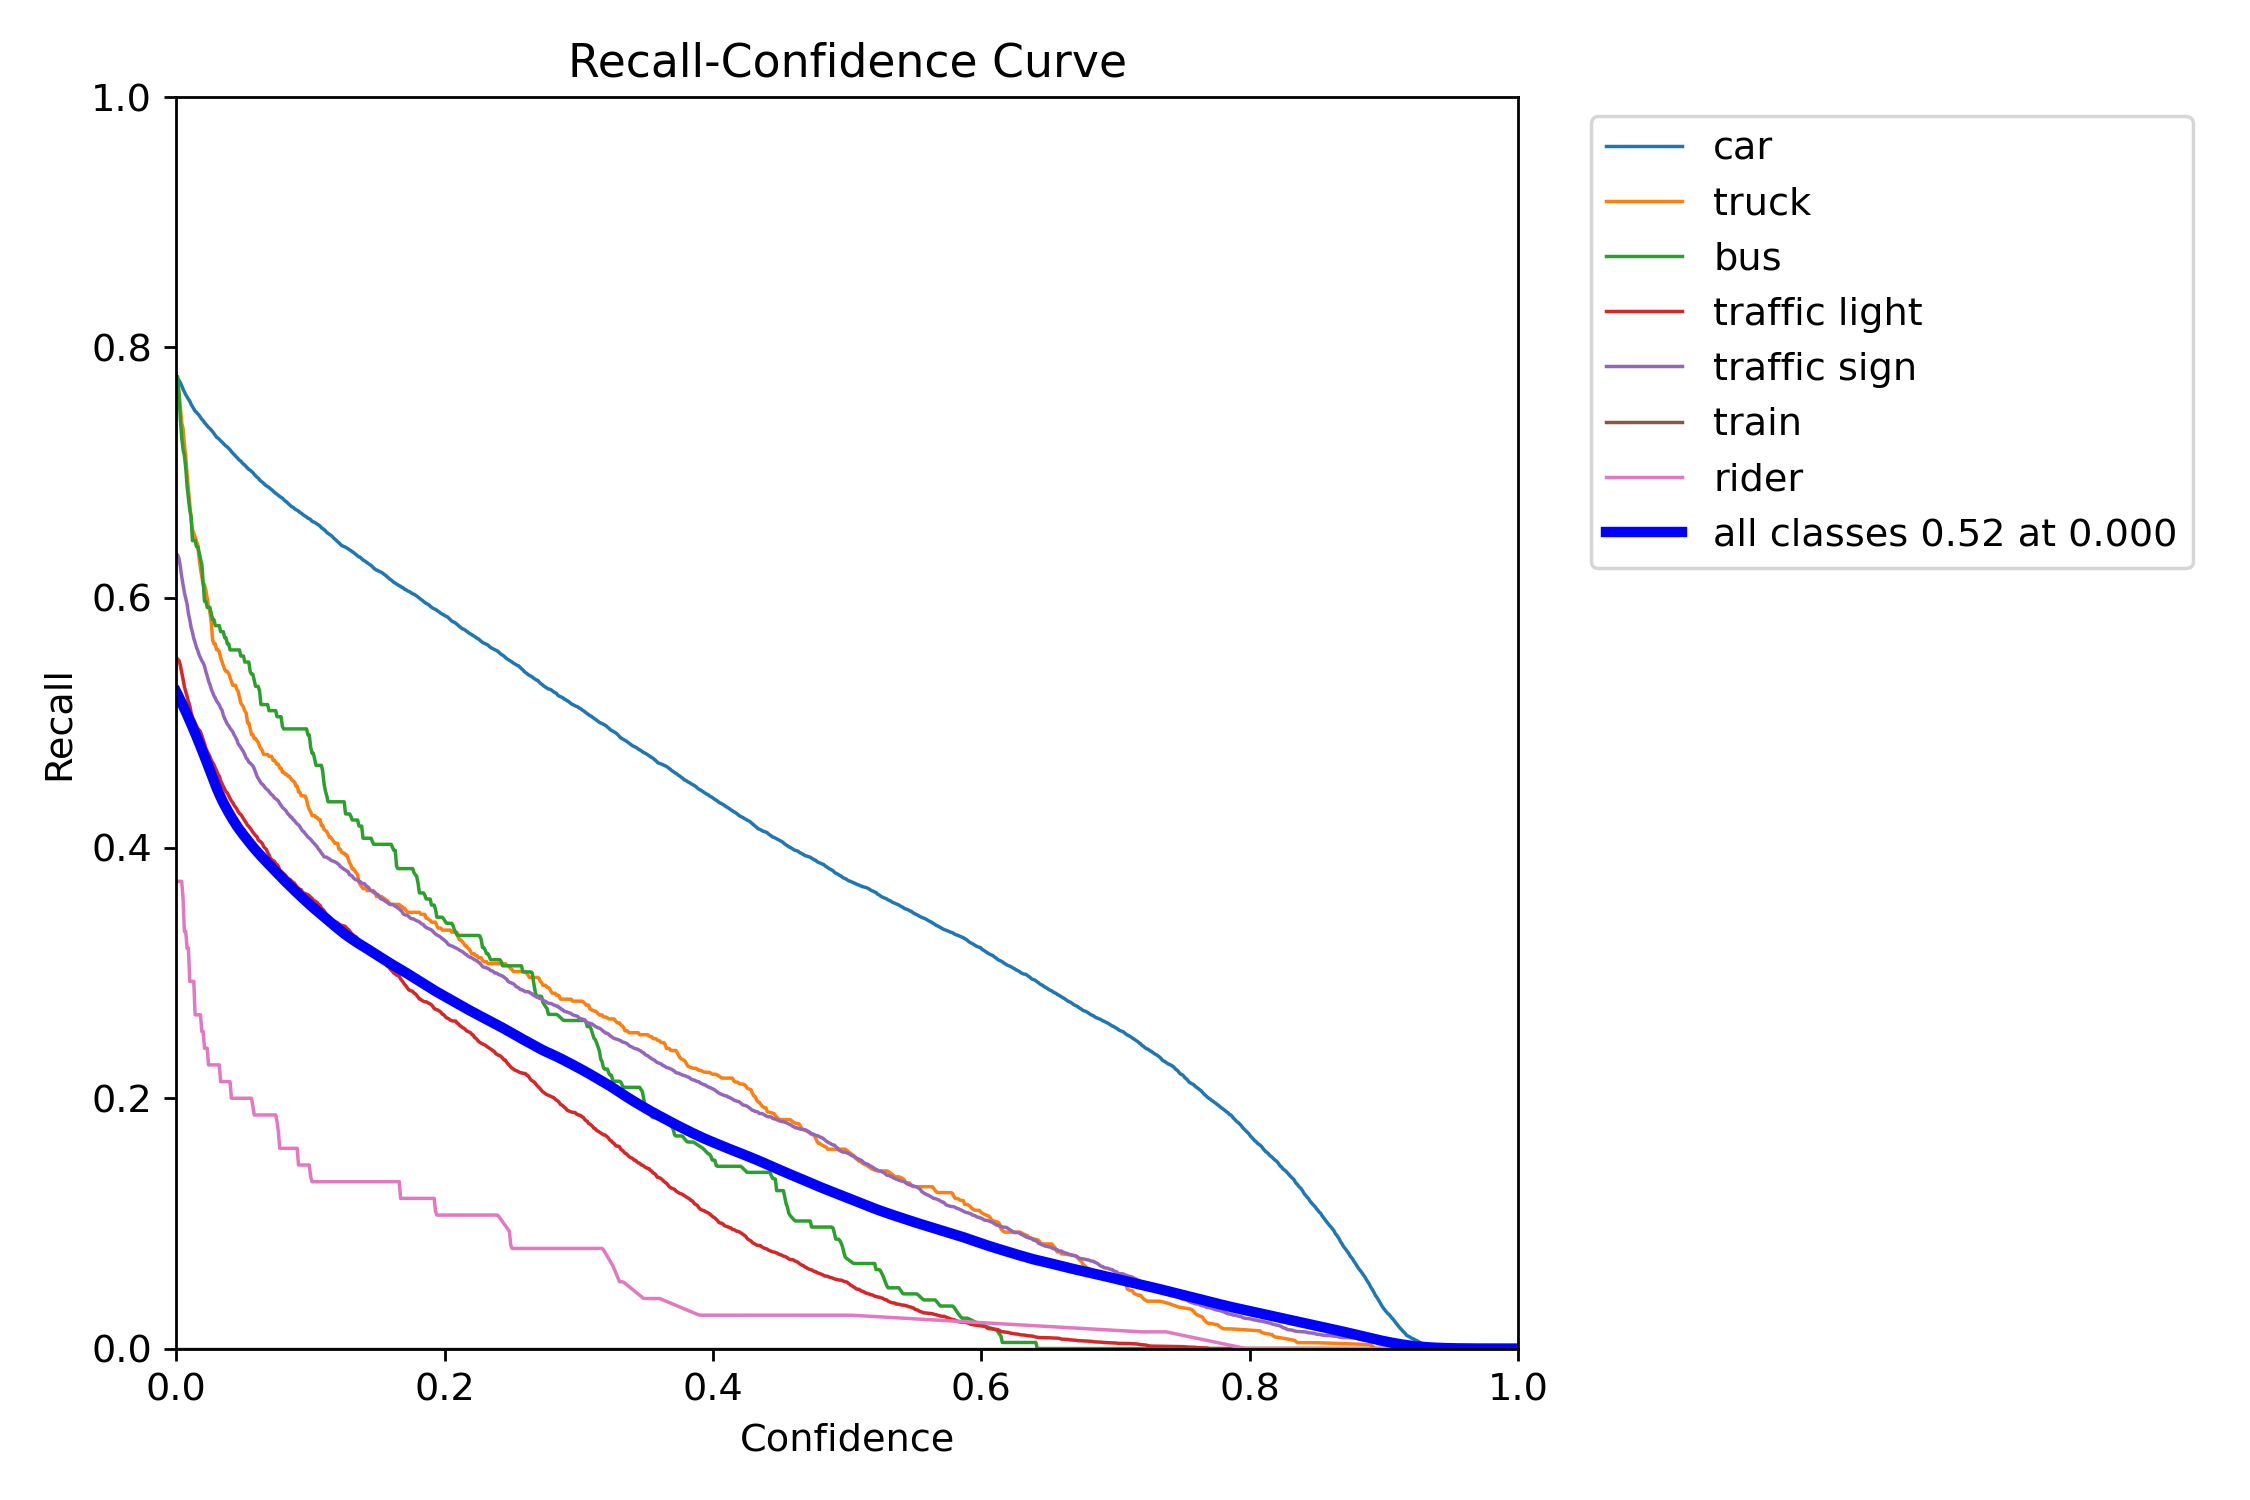 Recall-Confidence Curve
1.0
0.8
0.6
0.4
0.2
0.0
Recall
0.0 0.2 0.4 0.6 0.8 1.0
Confidence
car
truck
bus
traffic light
traffic sign
train
rider
all classes 0.52 at 0.000